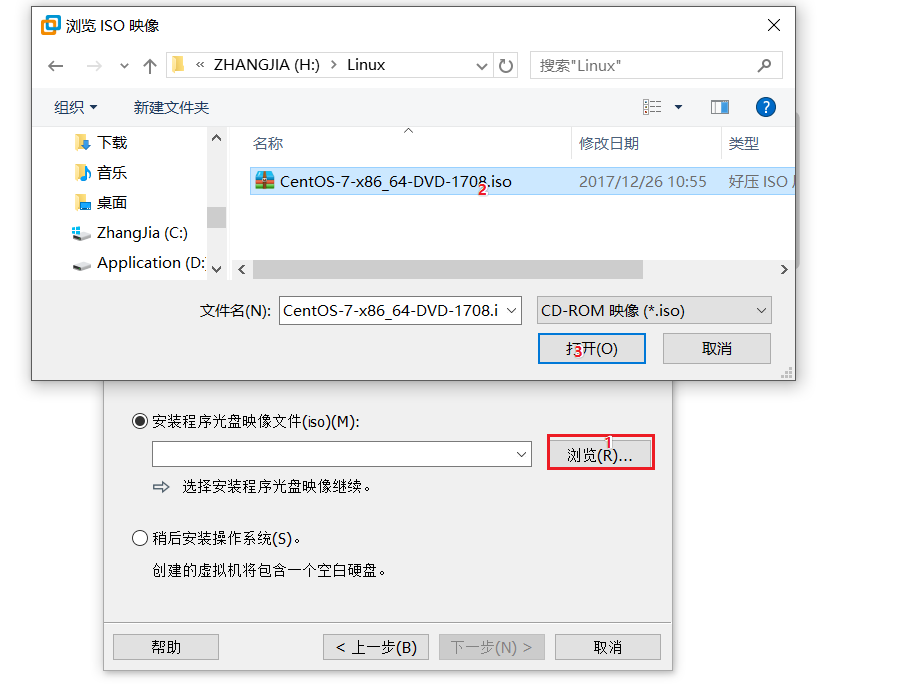 浏览 ISO 映像
« ZHANGJIA (H:) > Linux
搜索"Linux"
组织
新建文件夹
?
下载
音乐
桌面
ZhangJia (C:)
Application (D:
名称
修改日期
类型
CentOS-7-x86_64-DVD-1708.iso
2
2017/12/26 10:55
好压 ISO
文件名(N):
CentOS-7-x86_64-DVD-1708.i
CD-ROM 映像 (*.iso)
打开(O)
3
取消
安装程序光盘映像文件(iso)(M):
1
浏览(R)...
选择安装程序光盘映像继续。
稍后安装操作系统(S)。
创建的虚拟机将包含一个空白硬盘。
帮助
< 上一步(B)
下一步(N) >
取消